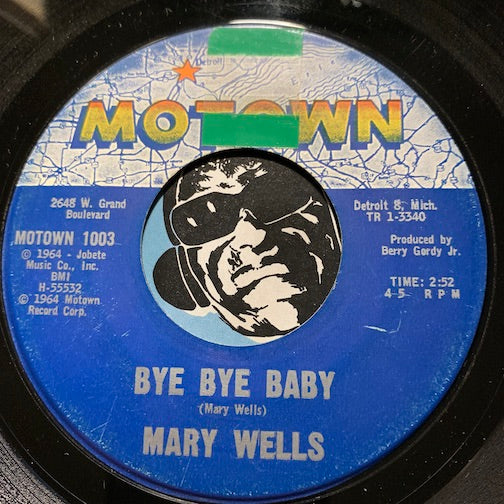 Detroit
MOTOWN
2648 W. Grand
Boulevard
Detroit 8, Mich.
TR 1-3340
MOTOWN 1003
© 1964 - Jobete
Music Co., Inc.
BMI
H-55532
℗ 1964 Motown
Record Corp.
Produced by
Berry Gordy Jr.
TIME: 2:52
45 RPM
BYE BYE BABY
(Mary Wells)
MARY WELLS